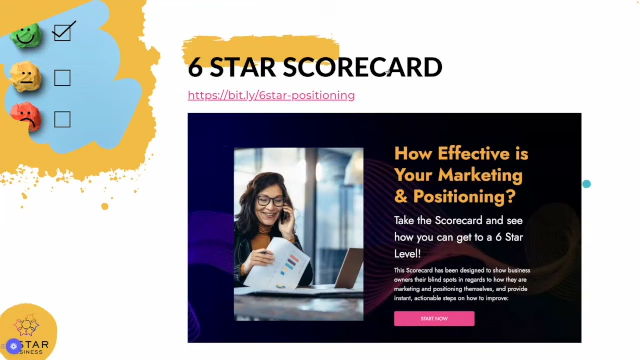 6 STAR SCORECARD
https://bit.ly/6star-positioning
How Effective is
Your Marketing
& Positioning?
Take the Scorecard and see
how you can get to a 6 Star
Level!
This Scorecard has been designed to show business
owners their blind spots in regards to how they are
marketing and positioning themselves, and provide
instant, actionable steps on how to improve:
START NOW
STAR